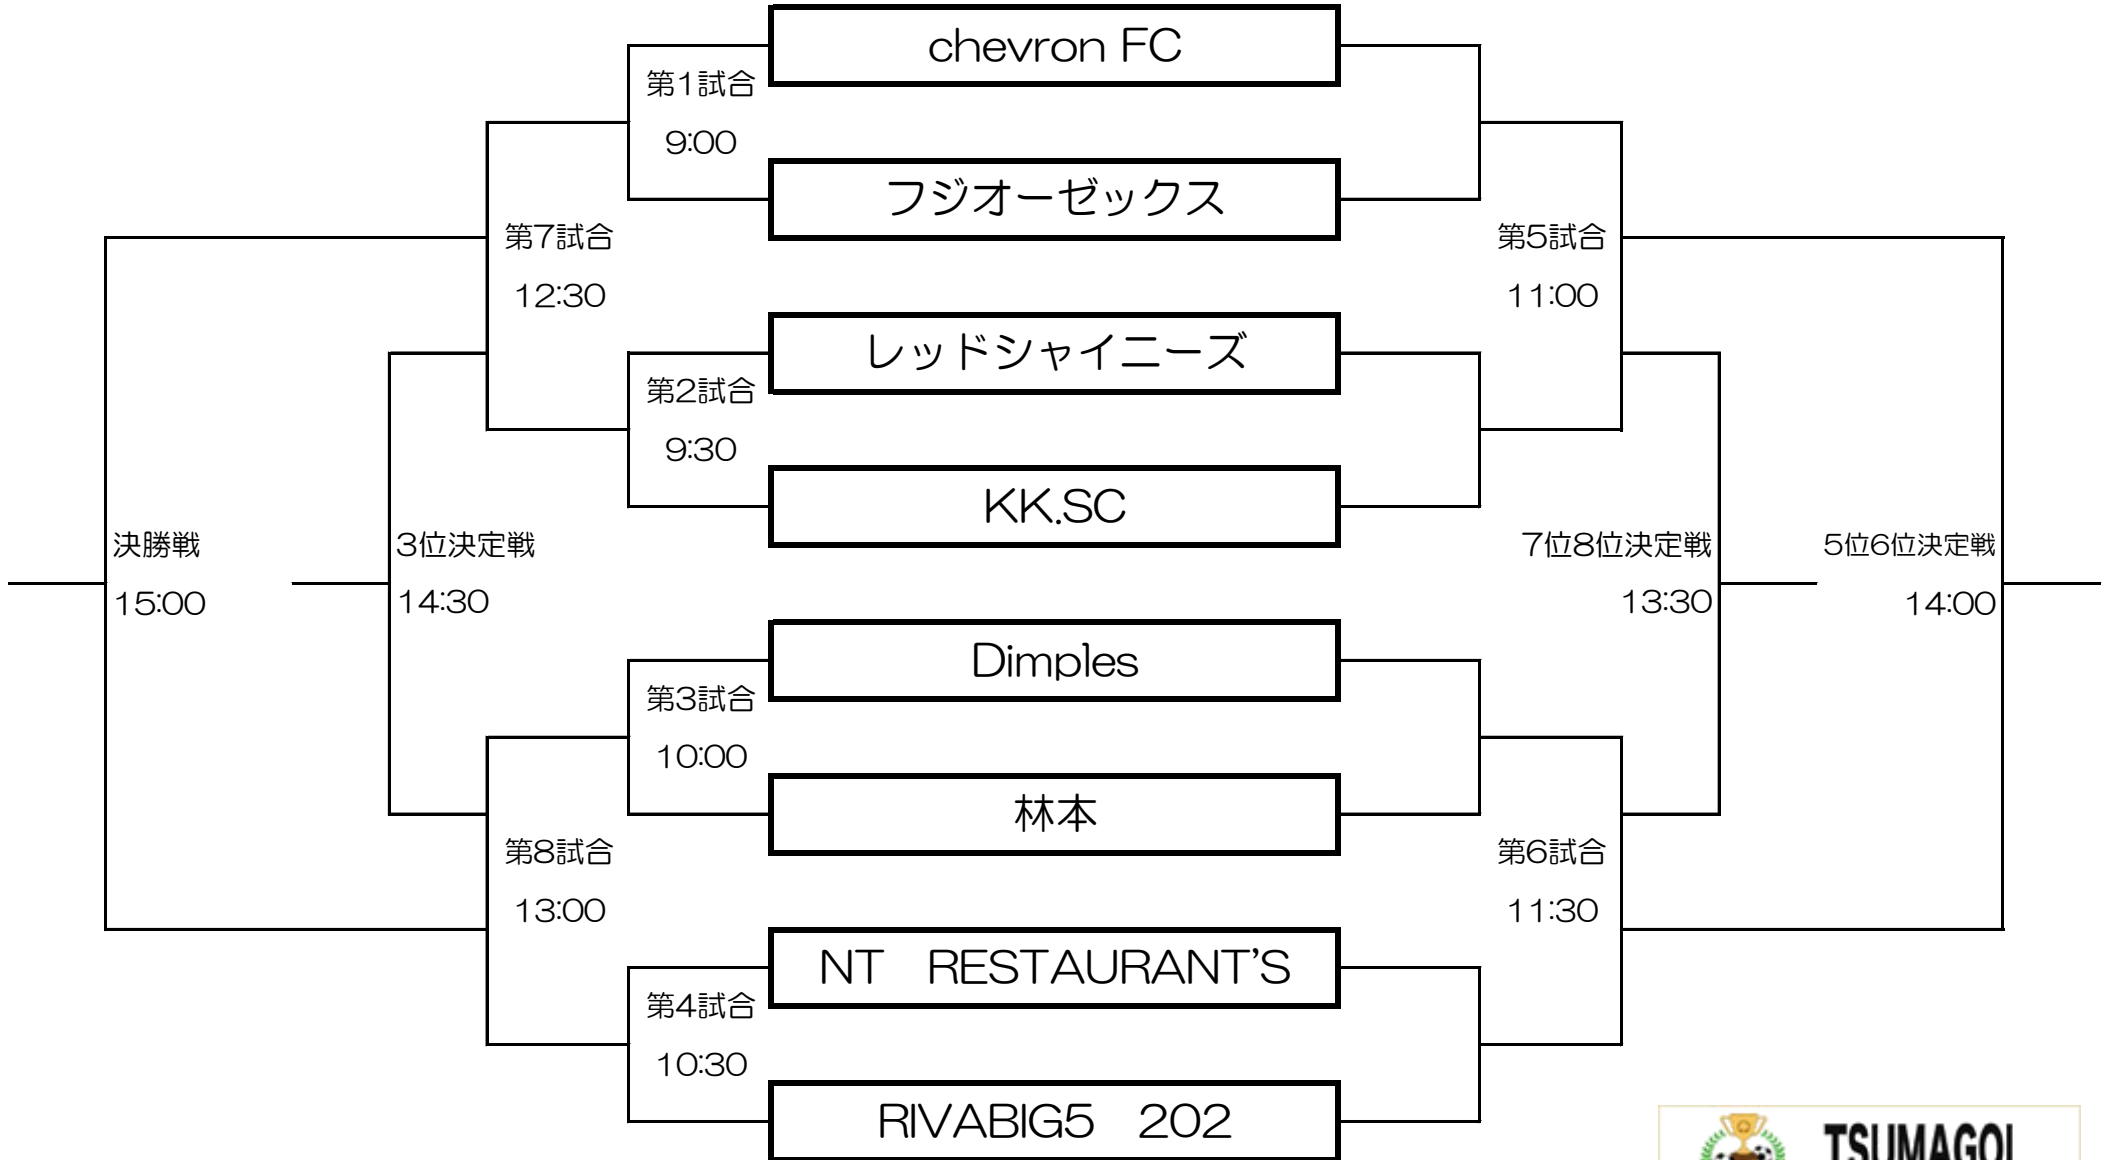 chevron FC
第1試合
9:00
フジオーゼックス
第7試合
12:30
第5試合
11:00
レッドシャイニーズ
第2試合
9:30
KK.SC
決勝戦
15:00
3位決定戦
14:30
7位8位決定戦
13:30
5位6位決定戦
14:00
Dimples
第3試合
10:00
林本
第8試合
13:00
第6試合
11:30
NT　RESTAURANT'S
第4試合
10:30
RIVABIG5　202
TSUMAGOI